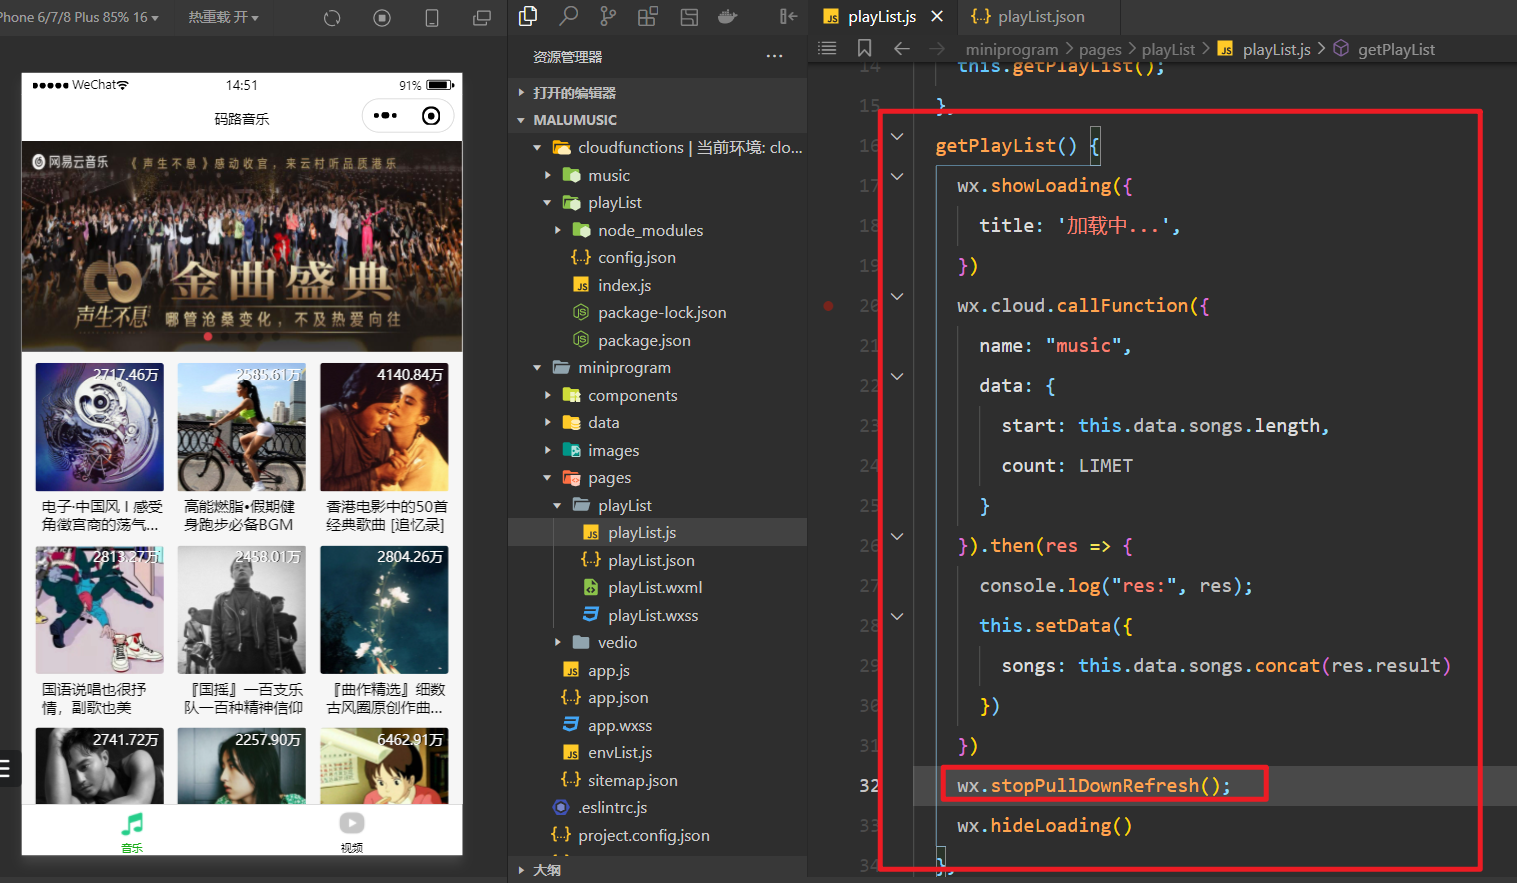 Phone 6/7/8 Plus 85% 16
热重载 开
WeChat
14:51
91%
码路音乐
网易云音乐
《声生不息》感动收官，来云村听品质港乐
金曲盛典
声生不息
哪管沧桑变化，不及热爱向往
2717.46万
2585.61万
4140.84万
电子·中国风 I 感受
角徵宫商的荡气...
高能燃脂•假期健
身跑步必备BGM
香港电影中的50首
经典歌曲 [追忆录]
2813.27万
2458.01万
2804.26万
国语说唱也很抒
情，副歌也美
『国摇』一百支乐
队一百种精神信仰
『曲作精选』细数
古风圈原创作曲...
2741.72万
2257.90万
6462.91万
音乐
视频
资源管理器
打开的编辑器
MALUMUSIC
cloudfunctions | 当前环境: clo...
music
playList
node_modules
config.json
index.js
package-lock.json
package.json
miniprogram
components
data
images
pages
playList
playList.js
playList.json
playList.wxml
playList.wxss
vedio
app.js
app.json
app.wxss
envList.js
sitemap.json
.eslintrc.js
project.config.json
大纲
playList.js
playList.json
miniprogram > pages > playList > playList.js > getPlayList
14 this.getPlayList();
15 },
16 getPlayList() {
17 wx.showLoading({
18 title: '加载中...',
19 })
20 wx.cloud.callFunction({
21 name: "music",
22 data: {
23 start: this.data.songs.length,
24 count: LIMET
25 }
26 }).then(res => {
27 console.log("res:", res);
28 this.setData({
29 songs: this.data.songs.concat(res.result)
30 })
31 })
32 wx.stopPullDownRefresh();
33 wx.hideLoading()
34 },